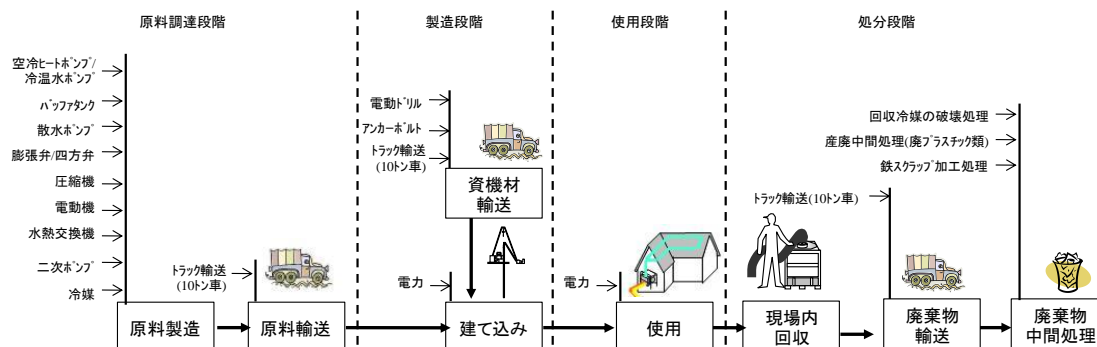 原料調達段階
製造段階
使用段階
処分段階
空冷ヒートポンプ/
冷温水ポンプ
バッファタンク
散水ポンプ
膨張弁/四方弁
圧縮機
電動機
水熱交換機
二次ポンプ
冷媒
トラック輸送
(10トン車)
原料製造
原料輸送
電動ドリル
アンカーボルト
トラック輸送
(10トン車)
資機材
輸送
電力
建て込み
電力
使用
現場内
回収
トラック輸送(10トン車)
廃棄物
輸送
回収冷媒の破壊処理
産廃中間処理(廃プラスチック類)
鉄スクラップ加工処理
廃棄物
中間処理